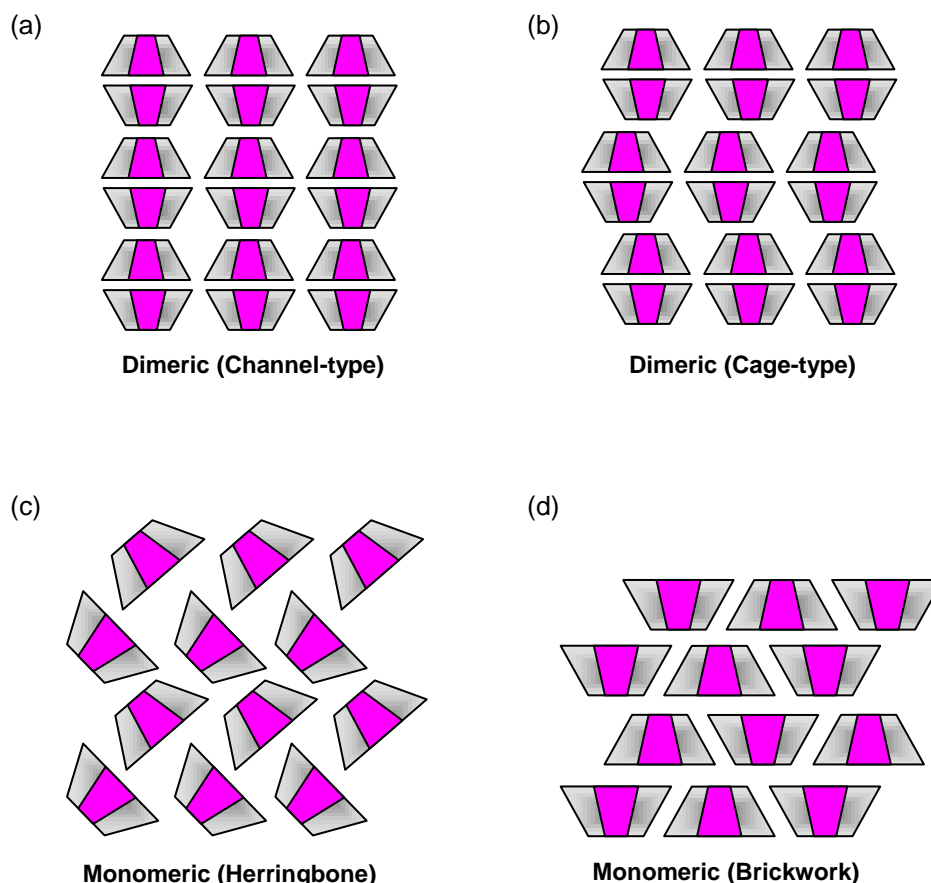 (a)
(b)
Dimeric (Channel-type)
Dimeric (Cage-type)
(c)
(d)
Monomeric (Herringbone)
Monomeric (Brickwork)